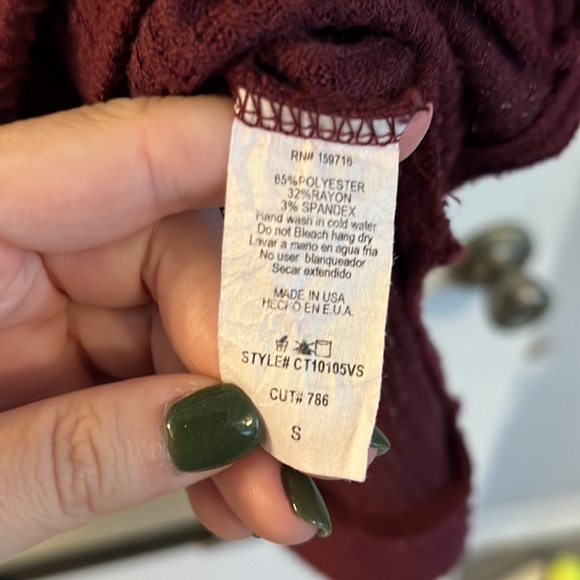 RN# 159716
65%POLYESTER
32%RAYON
3% SPANDEX
Hand wash in cold water
Do not Bleach hang dry
Lavar a mano en agua fria
No user blanqueador
Secar extendido
MADE IN USA
HECHO EN E.U.A.
STYLE# CT10105VS
CUT# 786
S